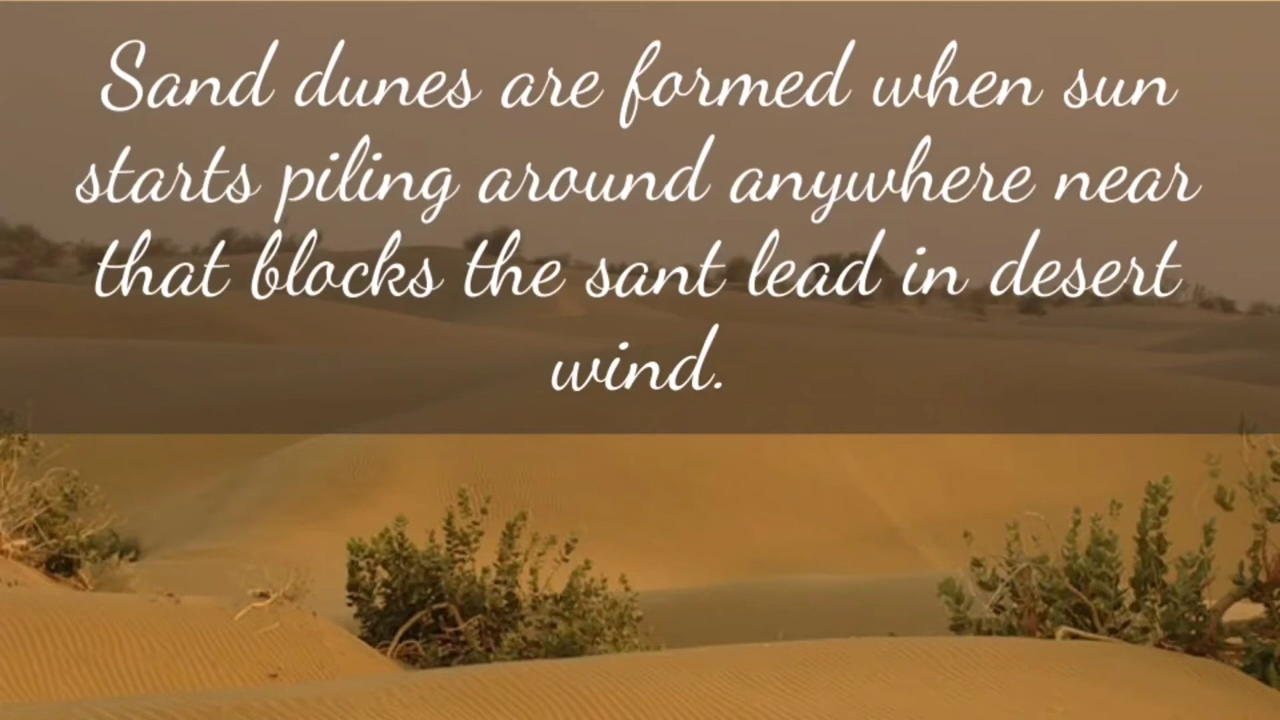 Sand dunes are formed when sun
starts piling around anywhere near
that blocks the sant lead in desert
wind.